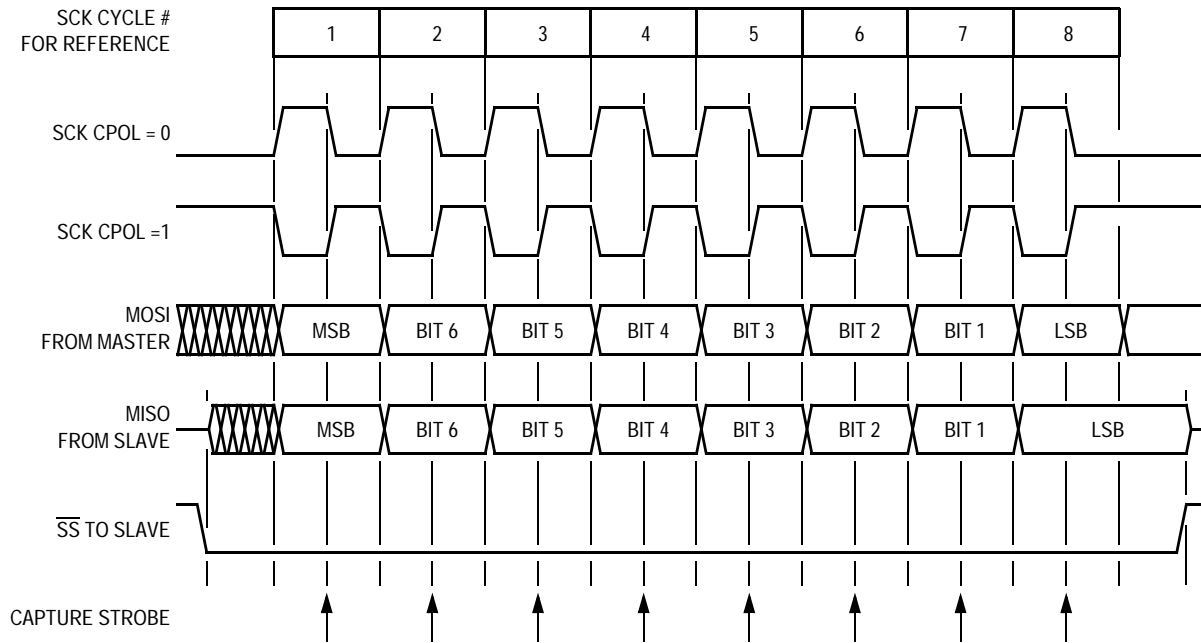 SCK CYCLE #
FOR REFERENCE
1 2 3 4 5 6 7 8
SCK CPOL = 0
SCK CPOL =1
MOSI
FROM MASTER
MSB BIT 6 BIT 5 BIT 4 BIT 3 BIT 2 BIT 1 LSB
MISO
FROM SLAVE
MSB BIT 6 BIT 5 BIT 4 BIT 3 BIT 2 BIT 1 LSB
S̅S̅ TO SLAVE
CAPTURE STROBE